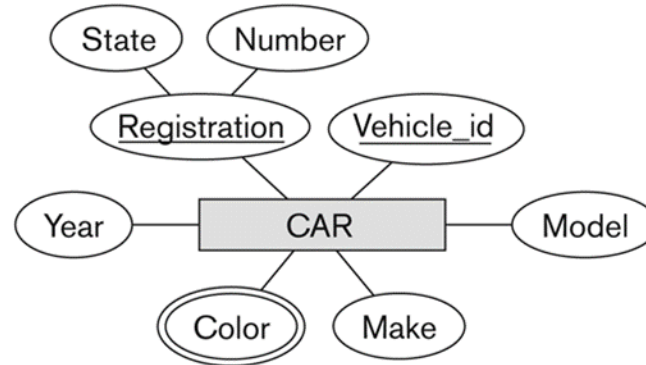 State
Number
Registration
Vehicle_id
Year
CAR
Model
Color
Make